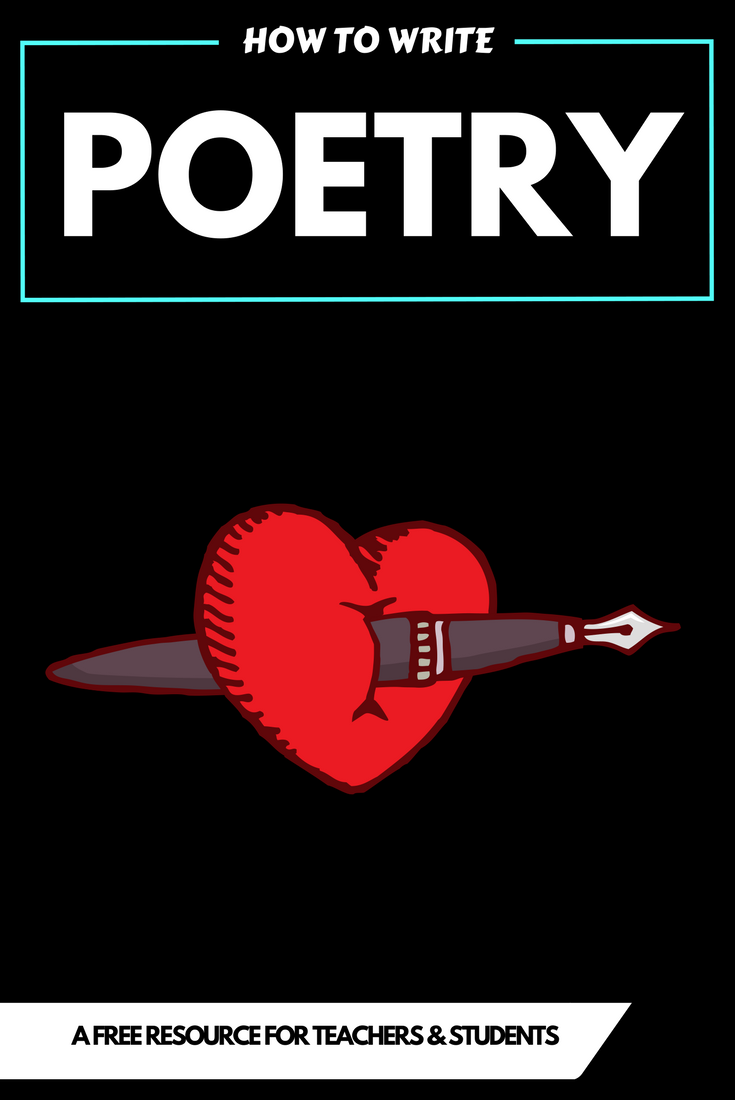 HOW TO WRITE
POETRY
A FREE RESOURCE FOR TEACHERS & STUDENTS